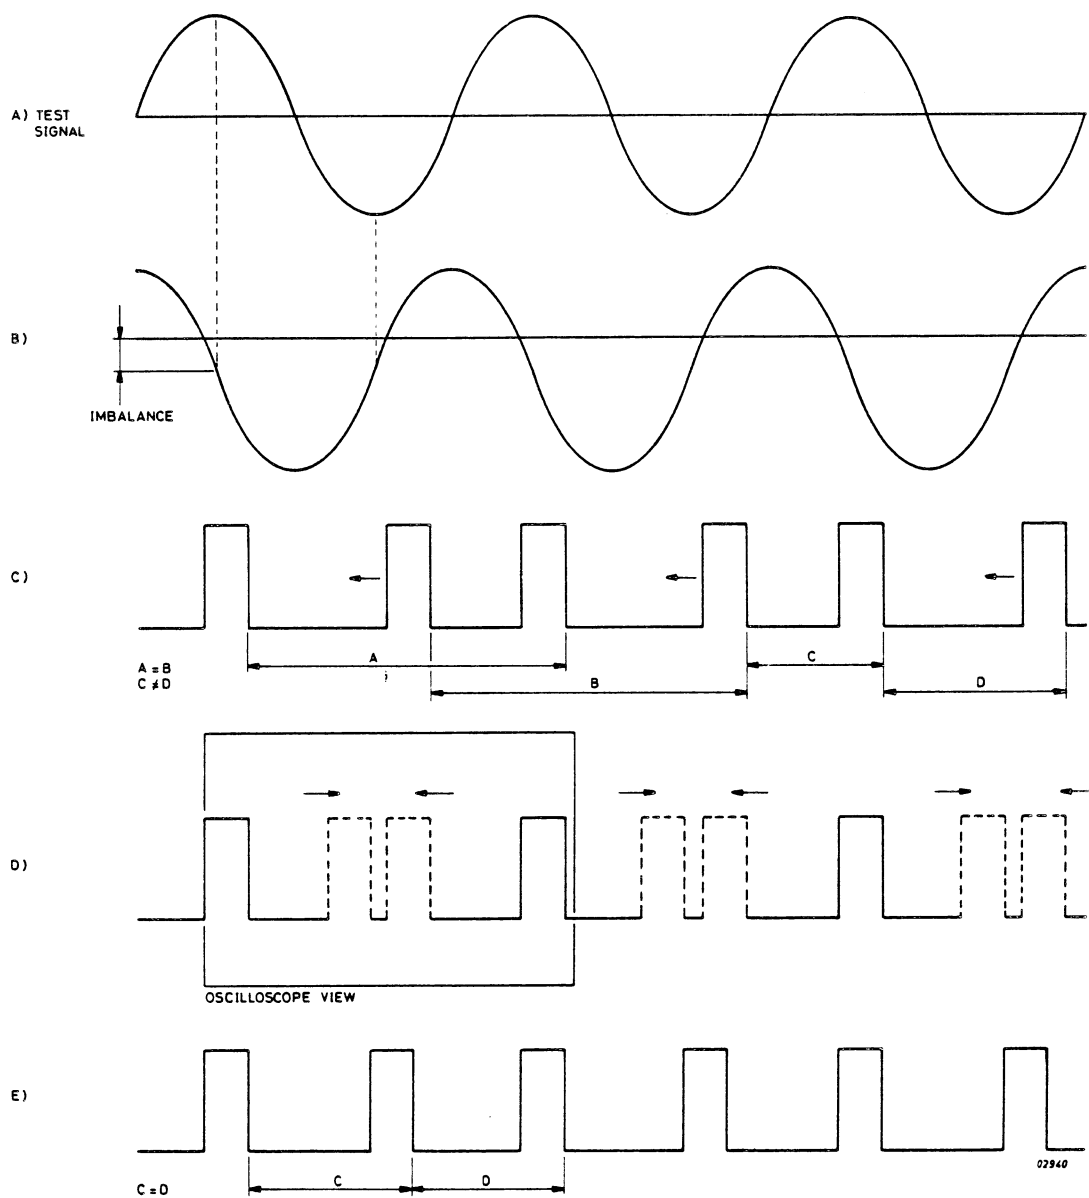 A) TEST
SIGNAL
B)
IMBALANCE
C)
A = B
C ≠ D
A
B
C
D
D)
OSCILLOSCOPE VIEW
E)
02940
C = D
C
D